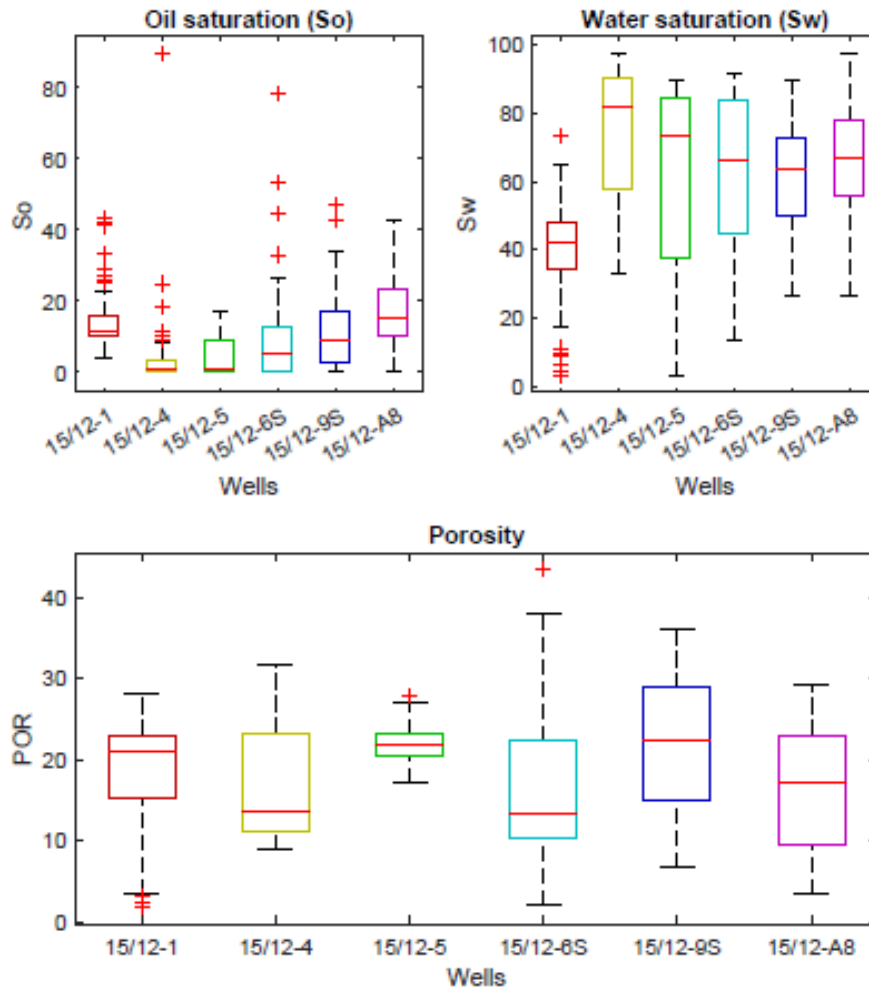 Oil saturation (So)
So
80
60
40
20
0
15/12-1
15/12-4
15/12-5
15/12-6S
15/12-9S
15/12-A8
Wells
Water saturation (Sw)
Sw
100
80
60
40
20
0
15/12-1
15/12-4
15/12-5
15/12-6S
15/12-9S
15/12-A8
Wells
Porosity
POR
40
30
20
10
0
15/12-1
15/12-4
15/12-5
15/12-6S
15/12-9S
15/12-A8
Wells